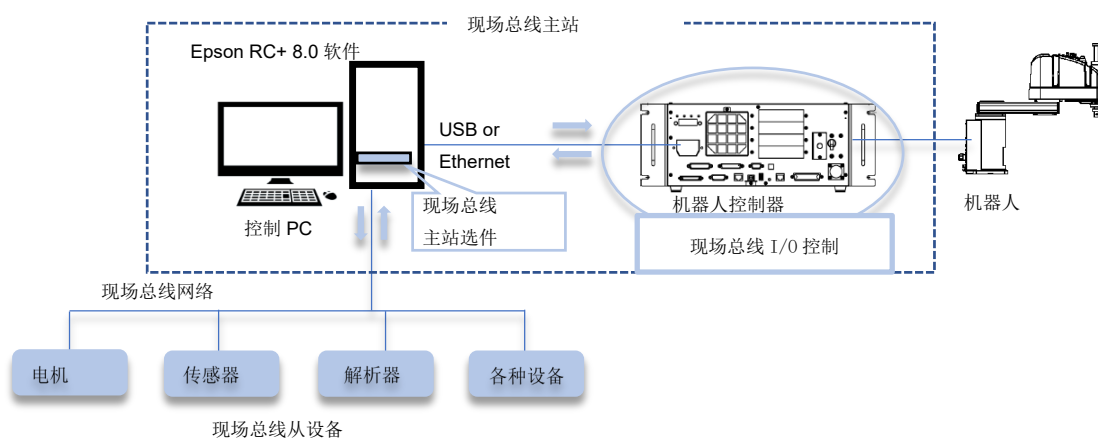 现场总线主站
Epson RC+ 8.0 软件
USB or
Ethernet
现场总线
主站选件
控制 PC
机器人控制器
机器人
现场总线 I/O 控制
现场总线网络
电机
传感器
解析器
各种设备
现场总线从设备